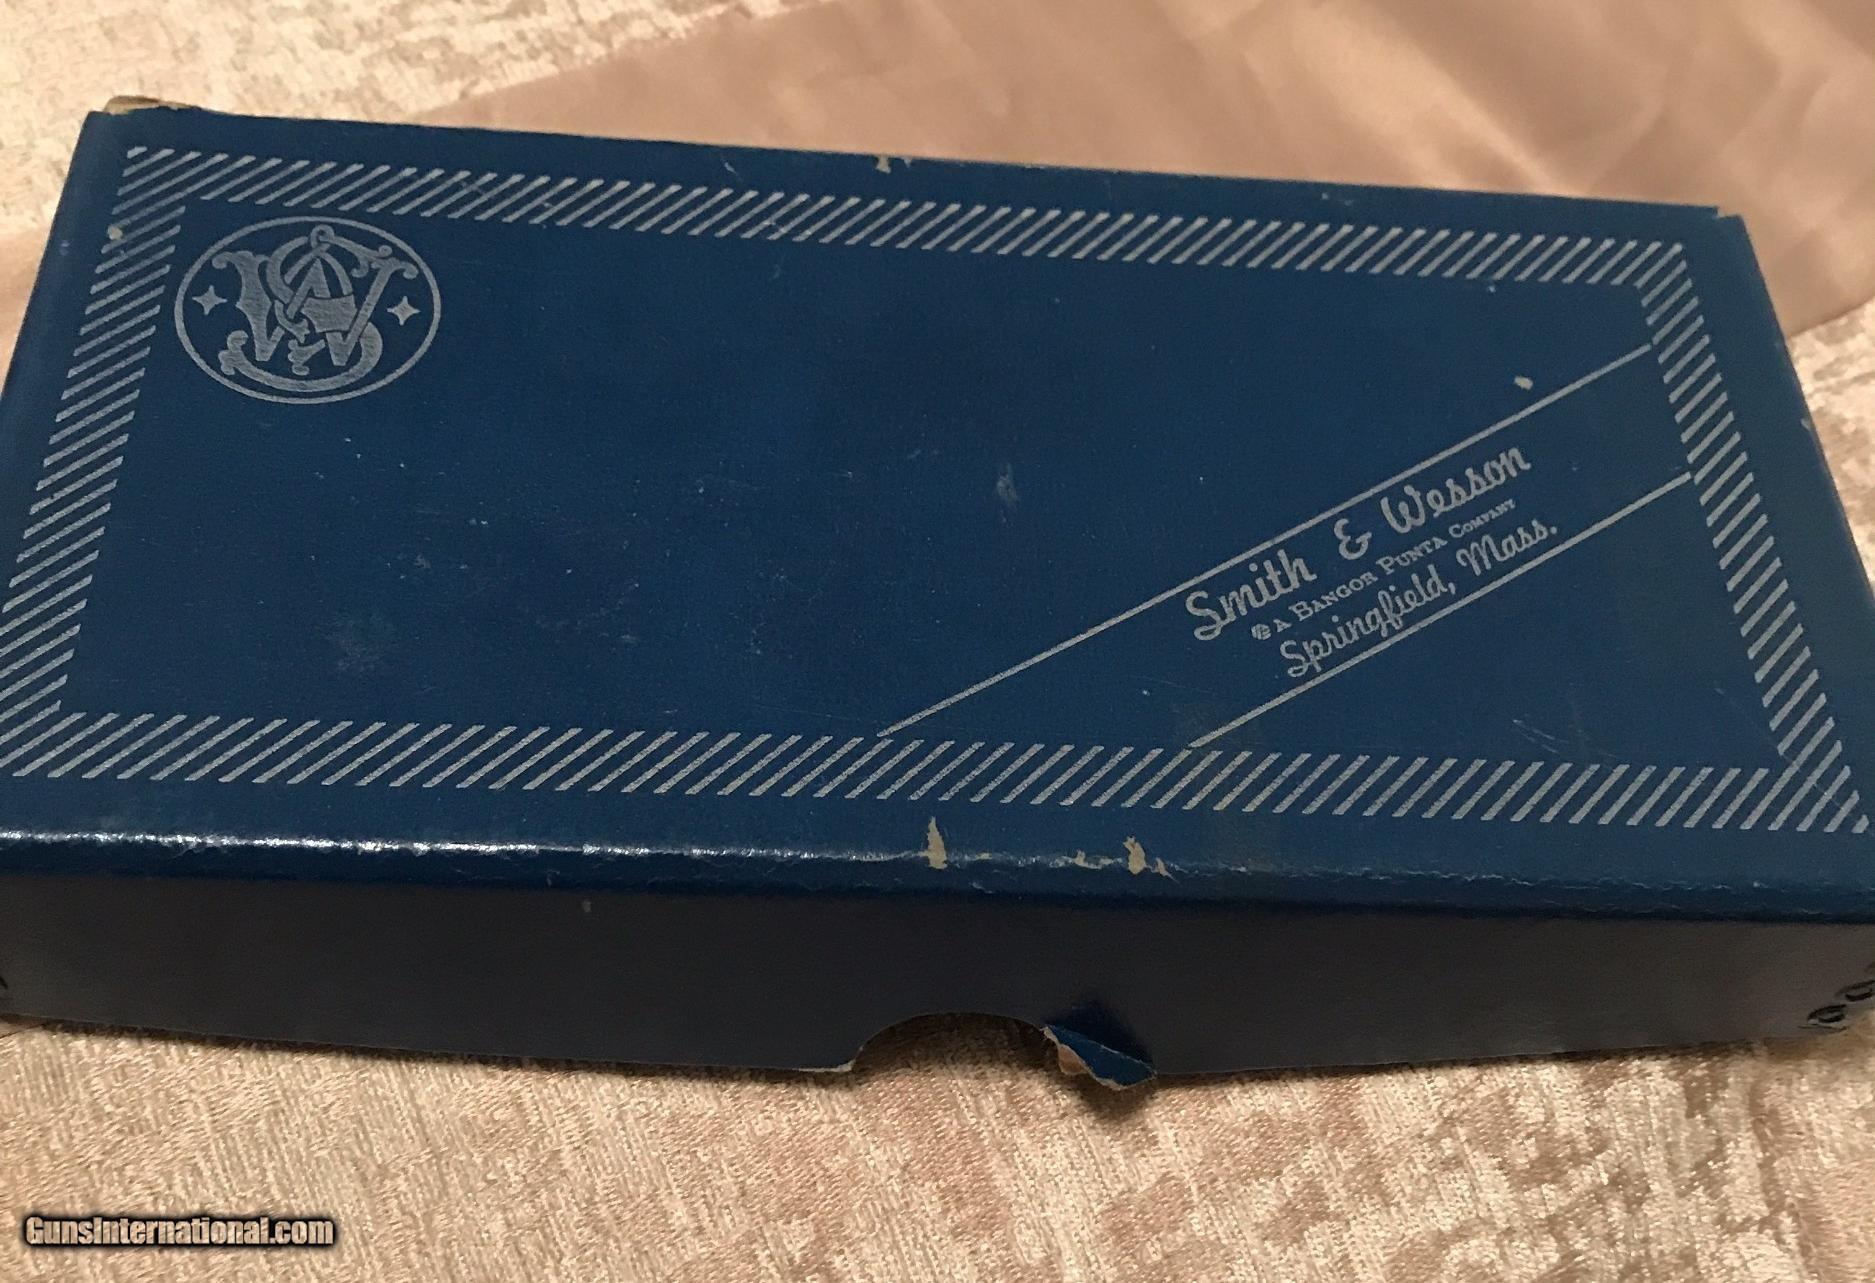 Smith & Wesson
A BANGOR PUNTA COMPANY
Springfield, Mass.
GunsInternational.com